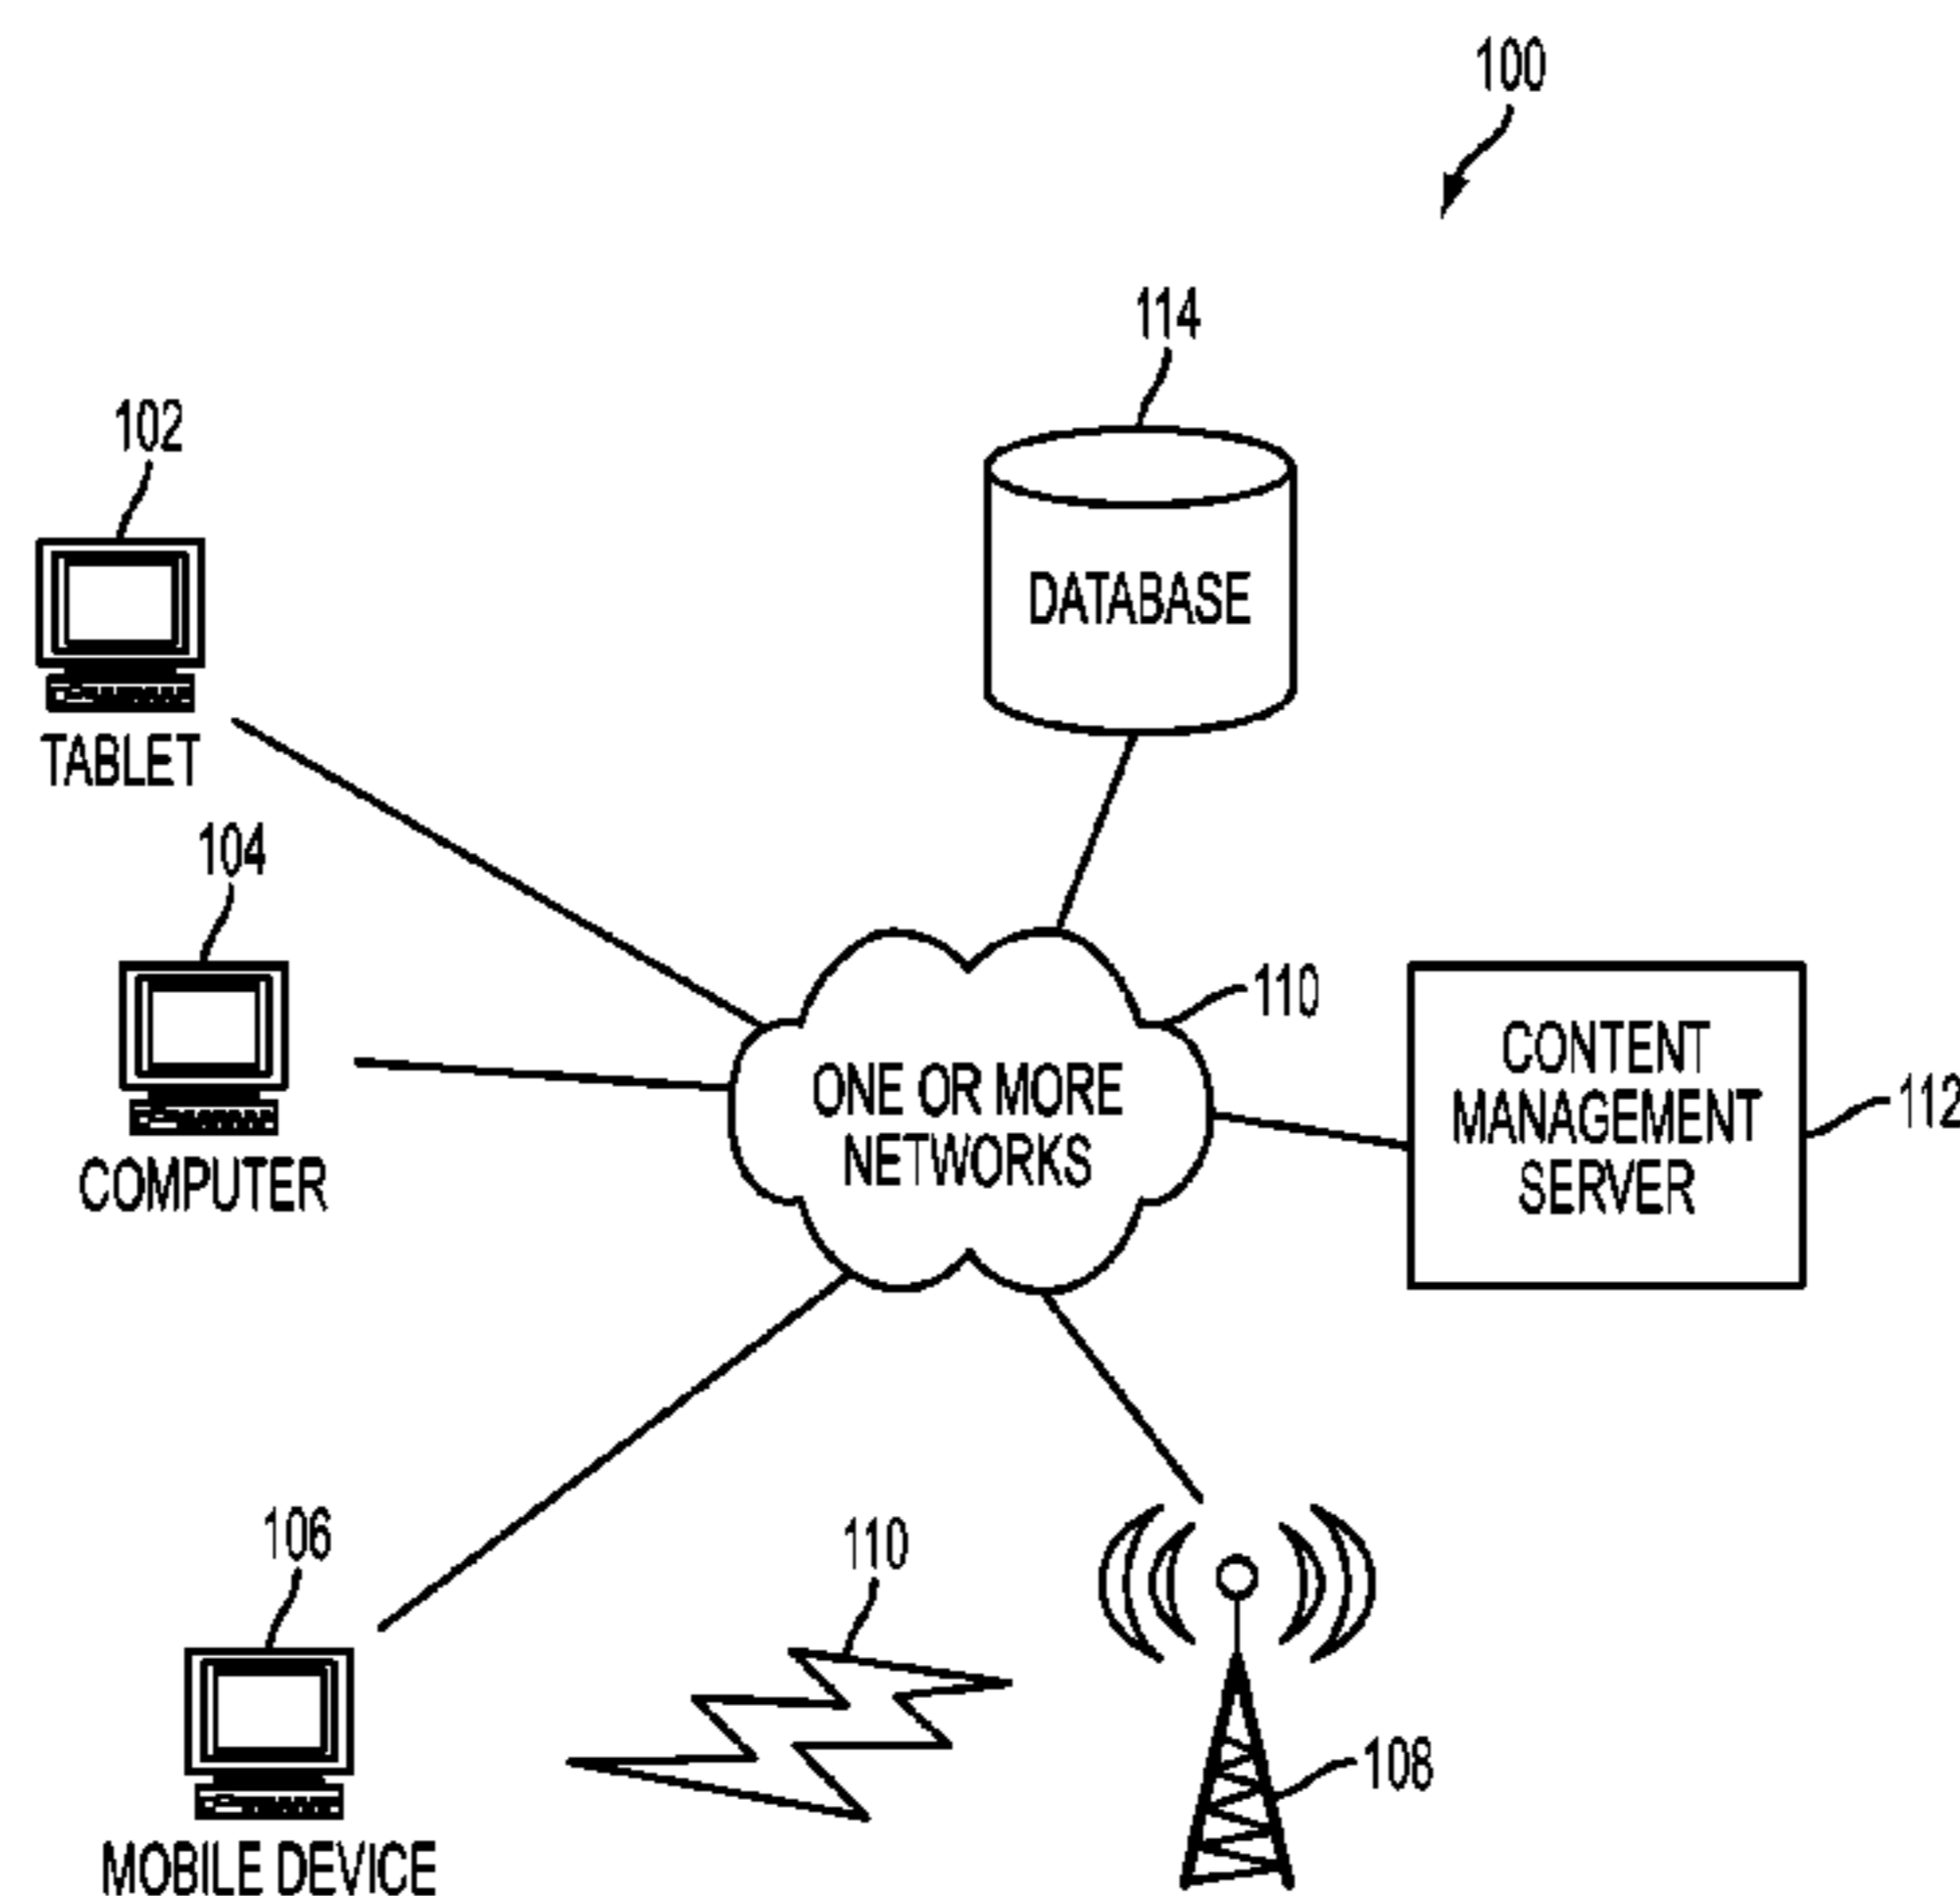 100
114
102
DATABASE
TABLET
104
110
ONE OR MORE
NETWORKS
CONTENT
MANAGEMENT
SERVER
112
COMPUTER
106
110
108
MOBILE DEVICE